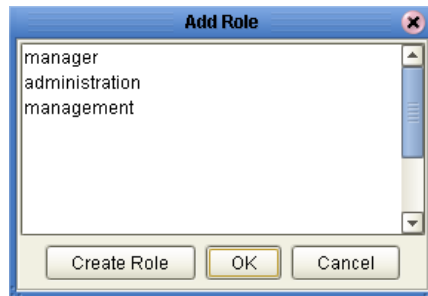 Add Role
manager
administration
management
Create Role OK Cancel